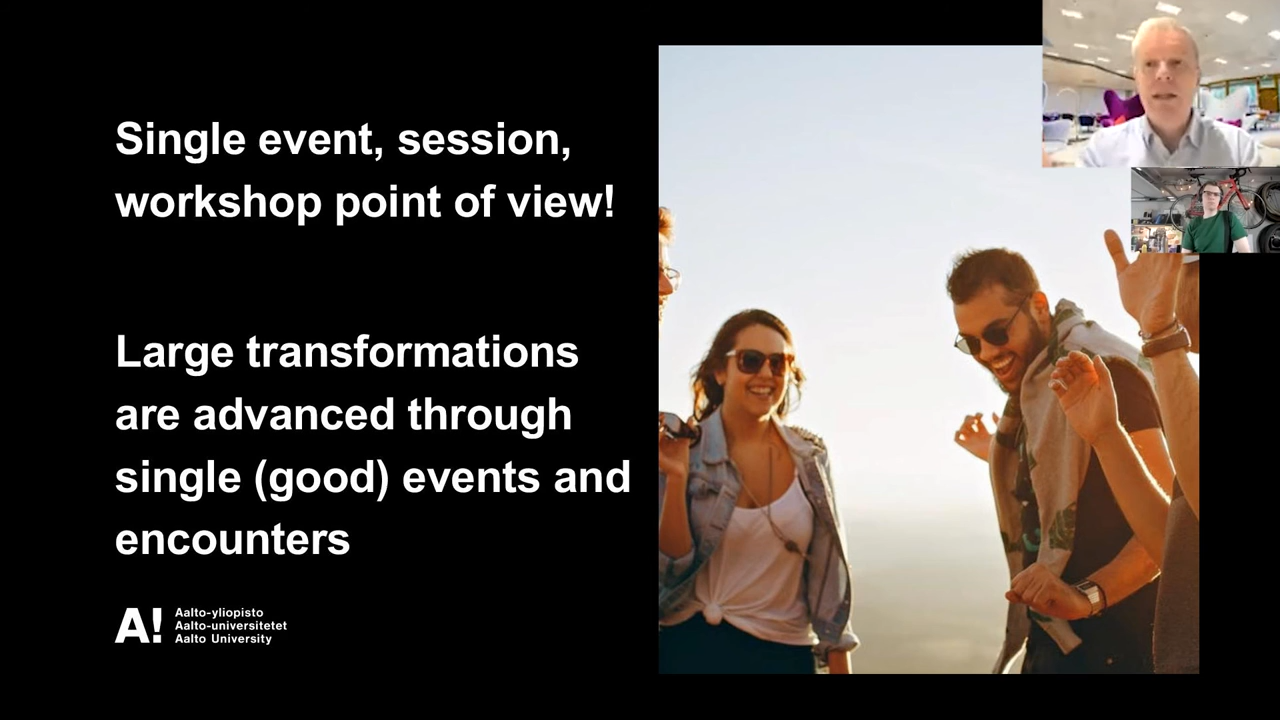 Single event, session,
workshop point of view!
Large transformations
are advanced through
single (good) events and
encounters
A!
Aalto-yliopisto
Aalto-universitetet
Aalto University